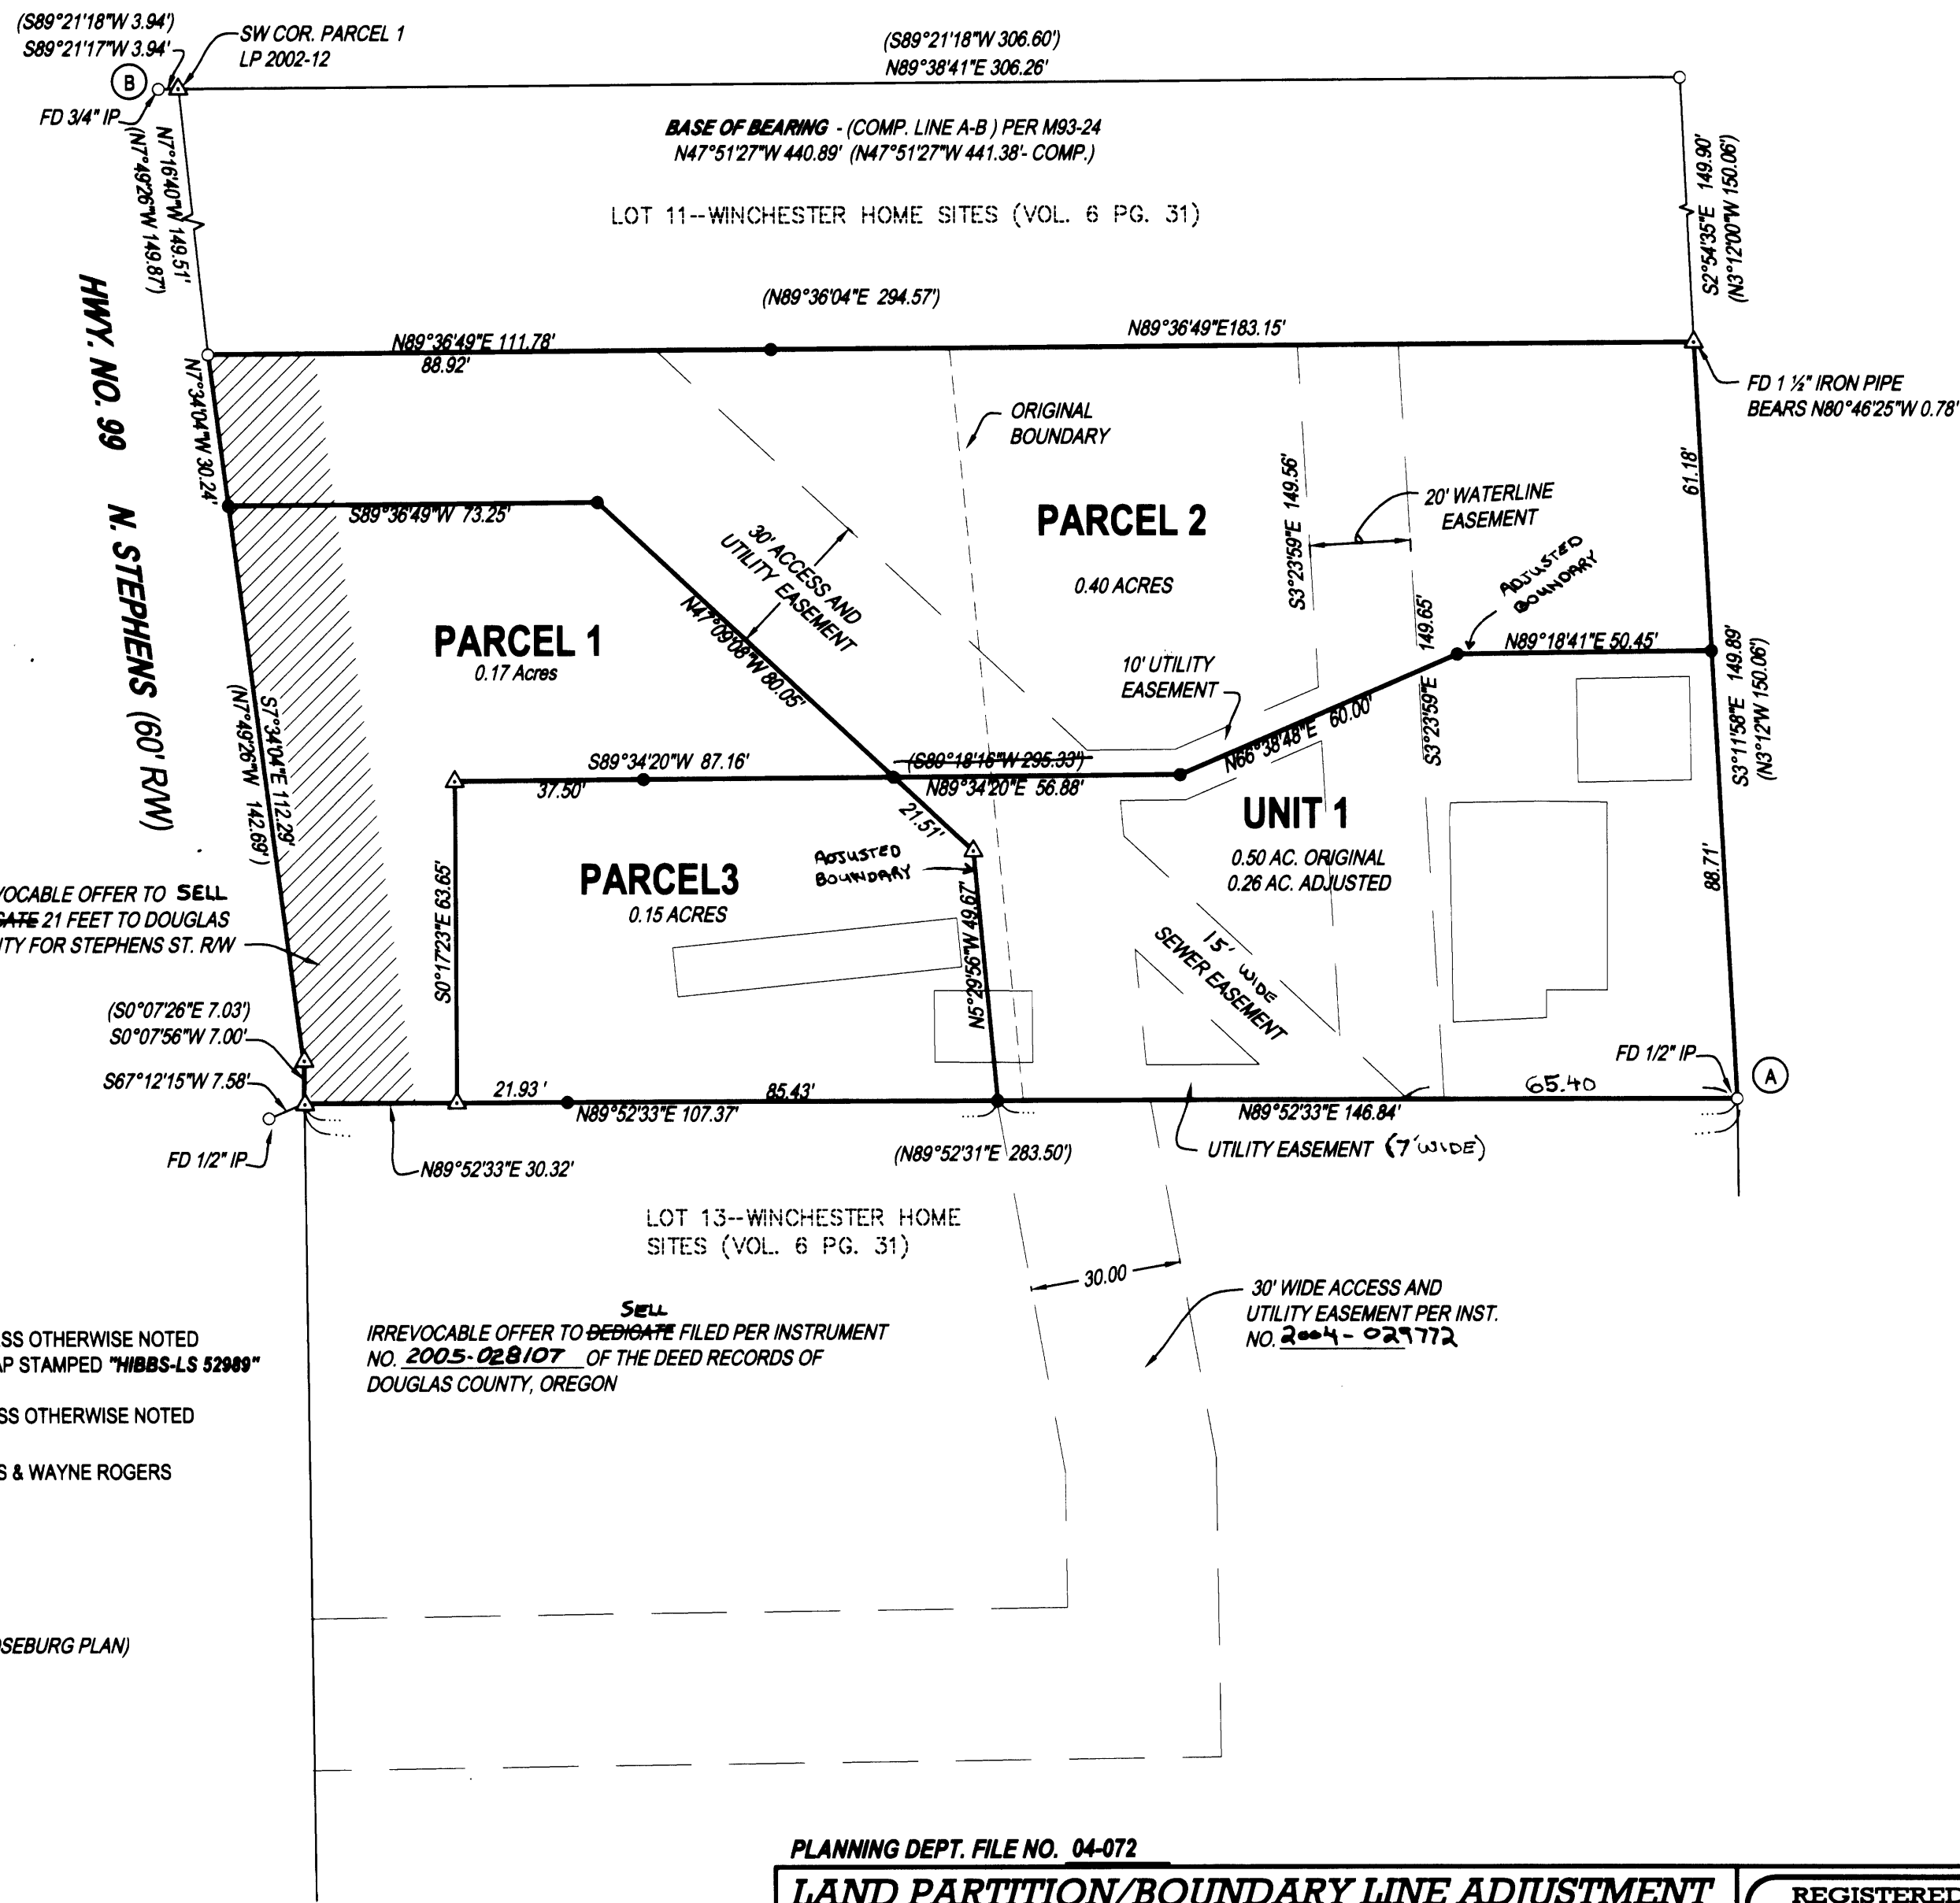 (S89°21'18"W 3.94')
S89°21'17"W 3.94'
SW COR. PARCEL 1
LP 2002-12
(S89°21'18"W 306.60')
N89°38'41"E 306.26'
B
FD 3/4" IP
BASE OF BEARING - (COMP. LINE A-B ) PER M93-24
N47°51'27"W 440.89' (N47°51'27"W 441.38'- COMP.)
N7°16'40"W 149.51'
(N7°49'26"W 149.87')
S2°54'35"E 149.90'
(N3°12'00"W 150.06')
LOT 11--WINCHESTER HOME SITES (VOL. 6 PG. 31)
HWY. NO. 99 N. STEPHENS (60' R/W)
(N89°36'04"E 294.57')
N89°36'49"E 111.78'
88.92'
N89°36'49"E183.15'
FD 1 ½" IRON PIPE
BEARS N80°46'25"W 0.78'
N7°34'04"W 30.24'
ORIGINAL
BOUNDARY
61.18'
S3°23'59"E 149.56'
20' WATERLINE
EASEMENT
S89°36'49"W 73.25'
PARCEL 2
0.40 ACRES
30' ACCESS AND
UTILITY EASEMENT
ADJUSTED
BOUNDARY
N47°09'08"W 80.05'
PARCEL 1
0.17 Acres
S3°23'59"E 149.65'
N89°18'41"E 50.45'
10' UTILITY
EASEMENT
S7°34'04"E 112.29'
(N7°49'26"W 142.69')
S3°11'58"E 149.89'
(N3°12'W 150.06')
N66°38'48"E 60.00'
S89°34'20"W 87.16'
37.50'
(S80°18'16"W 295.33')
N89°34'20"E 56.88'
21.51'
UNIT 1
0.50 AC. ORIGINAL
0.26 AC. ADJUSTED
ADJUSTED
BOUNDARY
PARCEL3
0.15 ACRES
S0°17'23"E 63.65'
N5°29'56"W 49.67'
88.71'
VOCABLE OFFER TO SELL
CATE 21 FEET TO DOUGLAS
ITY FOR STEPHENS ST. R/W
15' WIDE
SEWER EASEMENT
(S0°07'26"E 7.03')
S0°07'56"W 7.00'
S67°12'15"W 7.58'
FD 1/2" IP
A
65.40
21.93 '
85.43'
N89°52'33"E 107.37'
N89°52'33"E 146.84'
FD 1/2" IP
N89°52'33"E 30.32'
(N89°52'31"E 283.50')
UTILITY EASEMENT (7' WIDE)
LOT 13--WINCHESTER HOME
SITES (VOL. 6 PG. 31)
30.00
30' WIDE ACCESS AND
UTILITY EASEMENT PER INST.
NO. 2004-029772
SELL
IRREVOCABLE OFFER TO DEDICATE FILED PER INSTRUMENT
NO. 2005-028107 OF THE DEED RECORDS OF
DOUGLAS COUNTY, OREGON
SS OTHERWISE NOTED
AP STAMPED "HIBBS-LS 52989"
SS OTHERWISE NOTED
S & WAYNE ROGERS
OSEBURG PLAN)
PLANNING DEPT. FILE NO. 04-072
LAND PARTITION/BOUNDARY LINE ADJUSTMENT
REGISTERED